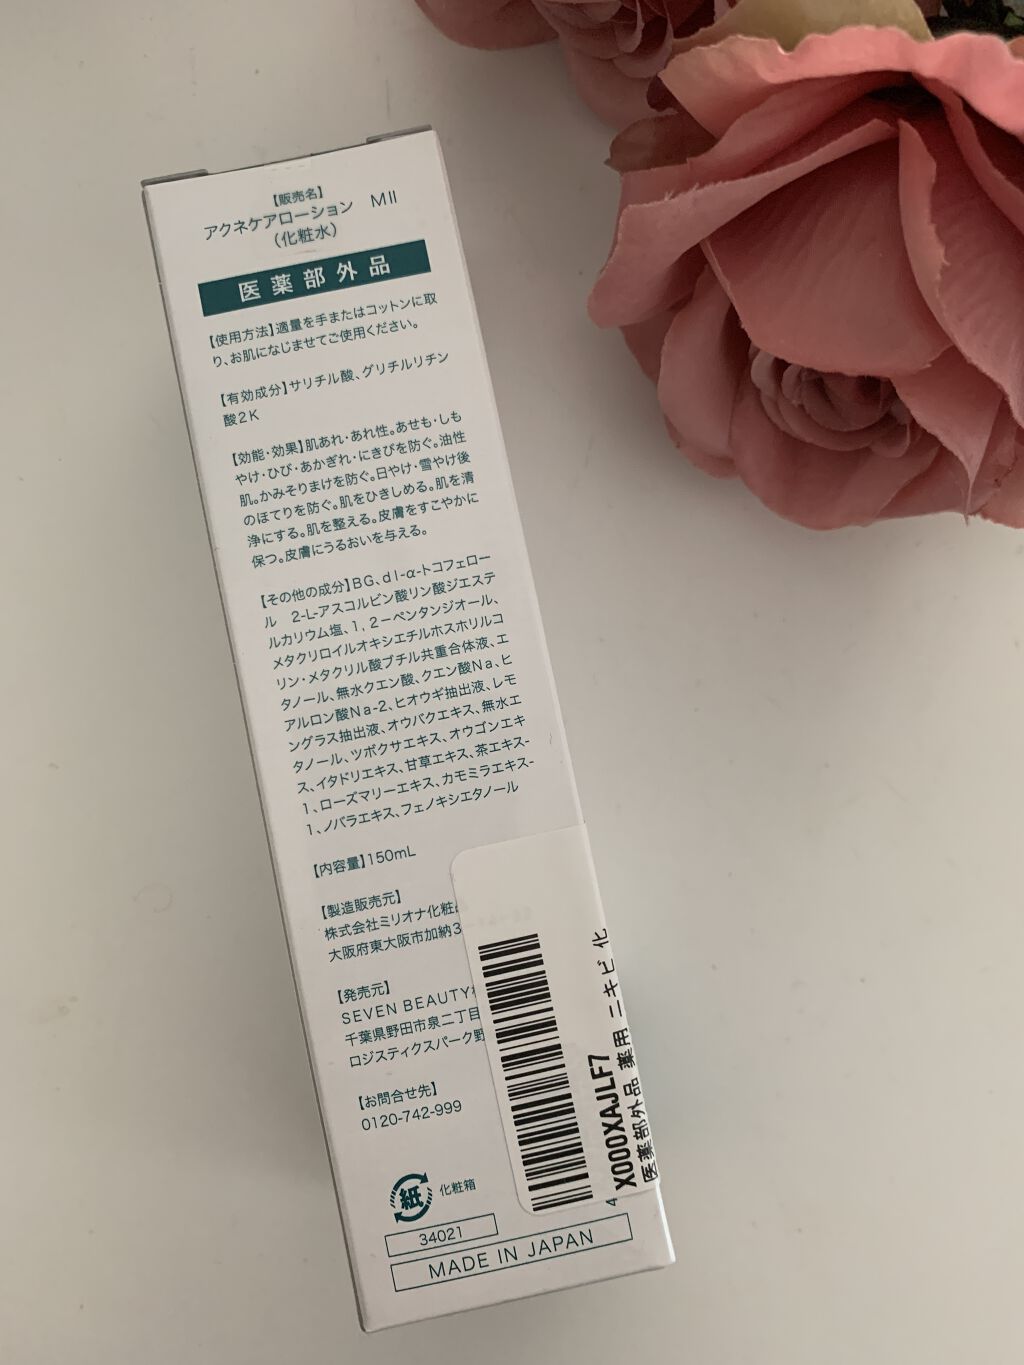 【販売名】
アクネケアローション　MⅡ
（化粧水）
医薬部外品
【使用方法】適量を手またはコットンに取
り、お肌になじませてご使用ください。
【有効成分】サリチル酸、グリチルリチン
酸2K
【効能・効果】肌あれ・あれ性。あせも・しも
やけ・ひび・あかぎれ・にきびを防ぐ。油性
肌。かみそりまけを防ぐ。日やけ・雪やけ後
のほてりを防ぐ。肌をひきしめる。肌を清
浄にする。肌を整える。皮膚をすこやかに
保つ。皮膚にうるおいを与える。
【その他の成分】BG、dl-α-トコフェロー
ル　2-L-アスコルビン酸リン酸ジエステ
ルカリウム塩、1,2－ペンタンジオール、
メタクリロイルオキシエチルホスホリルコ
リン・メタクリル酸ブチル共重合体液、エ
タノール、無水クエン酸、クエン酸Na、ヒ
アルロン酸Na-2、ヒオウギ抽出液、レモ
ングラス抽出液、オウバクエキス、無水エ
タノール、ツボクサエキス、オウゴンエキ
ス、イタドリエキス、甘草エキス、茶エキス-
1、ローズマリーエキス、カモミラエキス-
1、ノバラエキス、フェノキシエタノール
【内容量】150mL
【製造販売元】
株式会社ミリオナ化粧
大阪府東大阪市加納3
【発売元】
SEVEN BEAUTY
千葉県野田市泉二丁目
ロジスティクスパーク野
【お問合せ先】
0120-742-999
紙 化粧箱
34021
MADE IN JAPAN
X000XAJLF7
医薬部外品 薬用 ニキビ 化
4